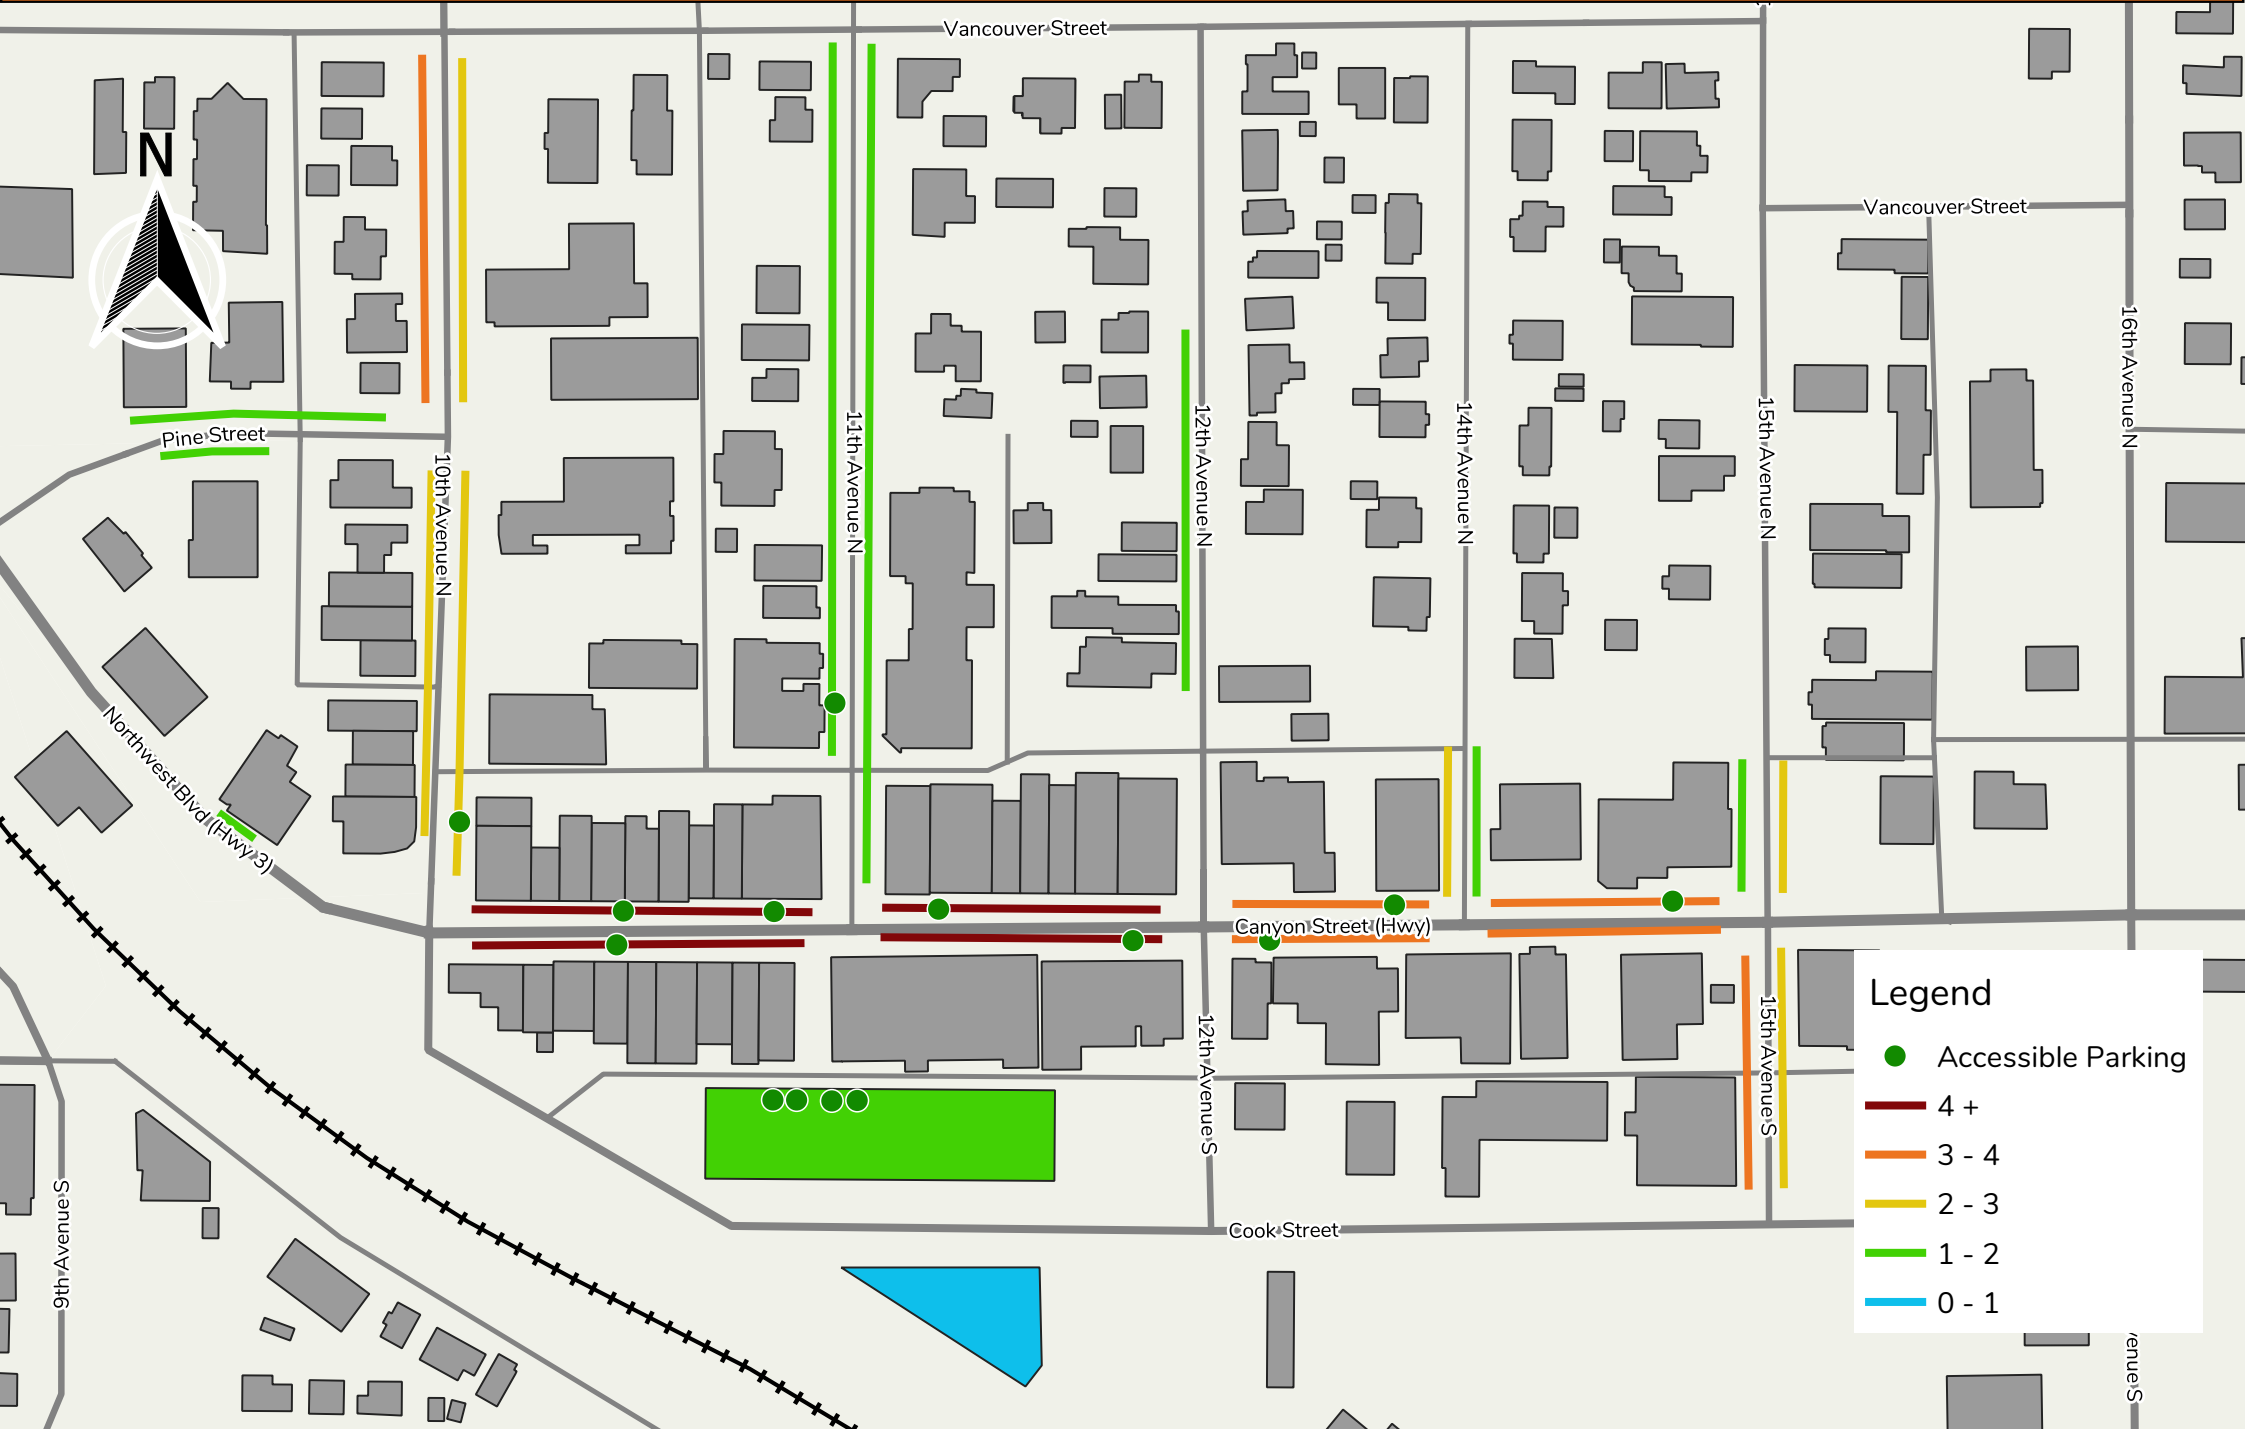 Vancouver Street
N
Vancouver Street
16th Avenue N
15th Avenue N
14th Avenue N
12th Avenue N
11th Avenue N
Pine Street
10th Avenue N
Northwest Blvd (Hwy 3)
Canyon Street (Hwy)
12th Avenue S
15th Avenue S
9th Avenue S
Cook Street
Legend
Accessible Parking
4 +
3 - 4
2 - 3
1 - 2
0 - 1
venue S